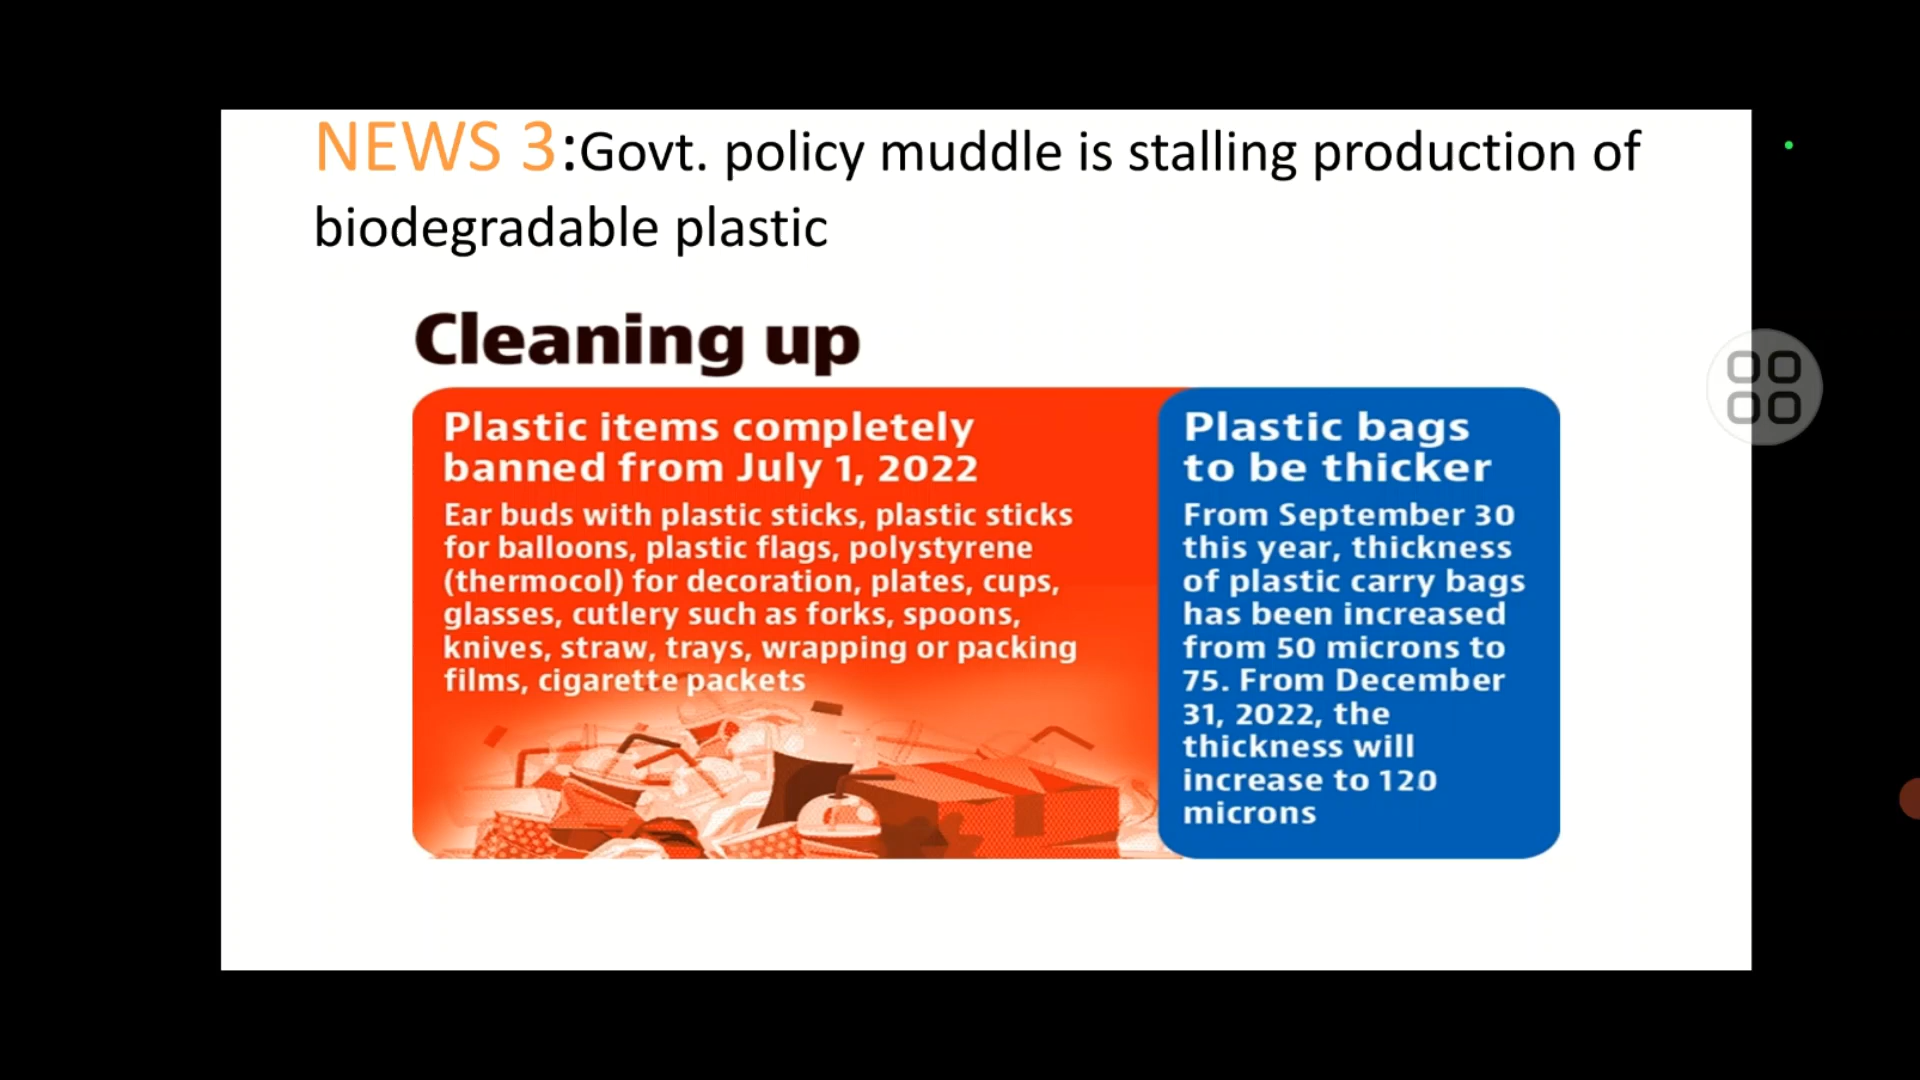 NEWS 3:Govt. policy muddle is stalling production of
biodegradable plastic
Cleaning up
Plastic items completely
banned from July 1, 2022
Ear buds with plastic sticks, plastic sticks
for balloons, plastic flags, polystyrene
(thermocol) for decoration, plates, cups,
glasses, cutlery such as forks, spoons,
knives, straw, trays, wrapping or packing
films, cigarette packets
Plastic bags
to be thicker
From September 30
this year, thickness
of plastic carry bags
has been increased
from 50 microns to
75. From December
31, 2022, the
thickness will
increase to 120
microns